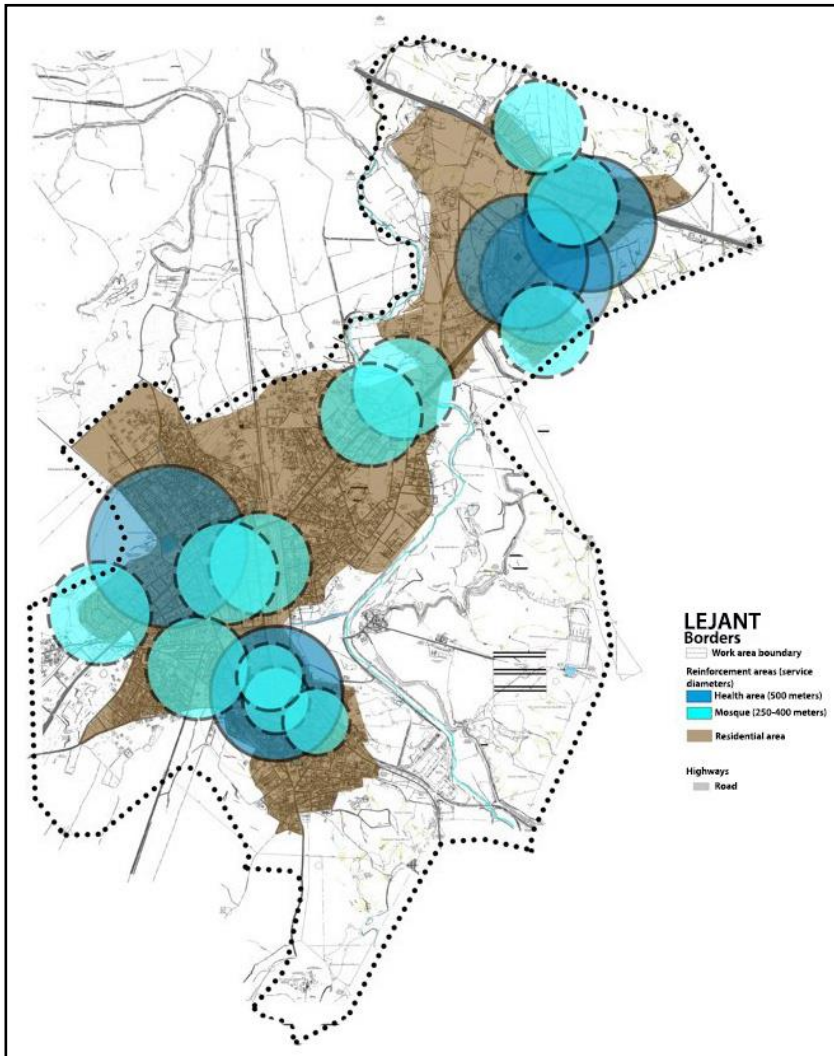 LEJANT
Borders
Work area boundary
Reinforcement areas (service
diameters)
Health area (500 meters)
Mosque (250-400 meters)
Residential area
Highways
Road